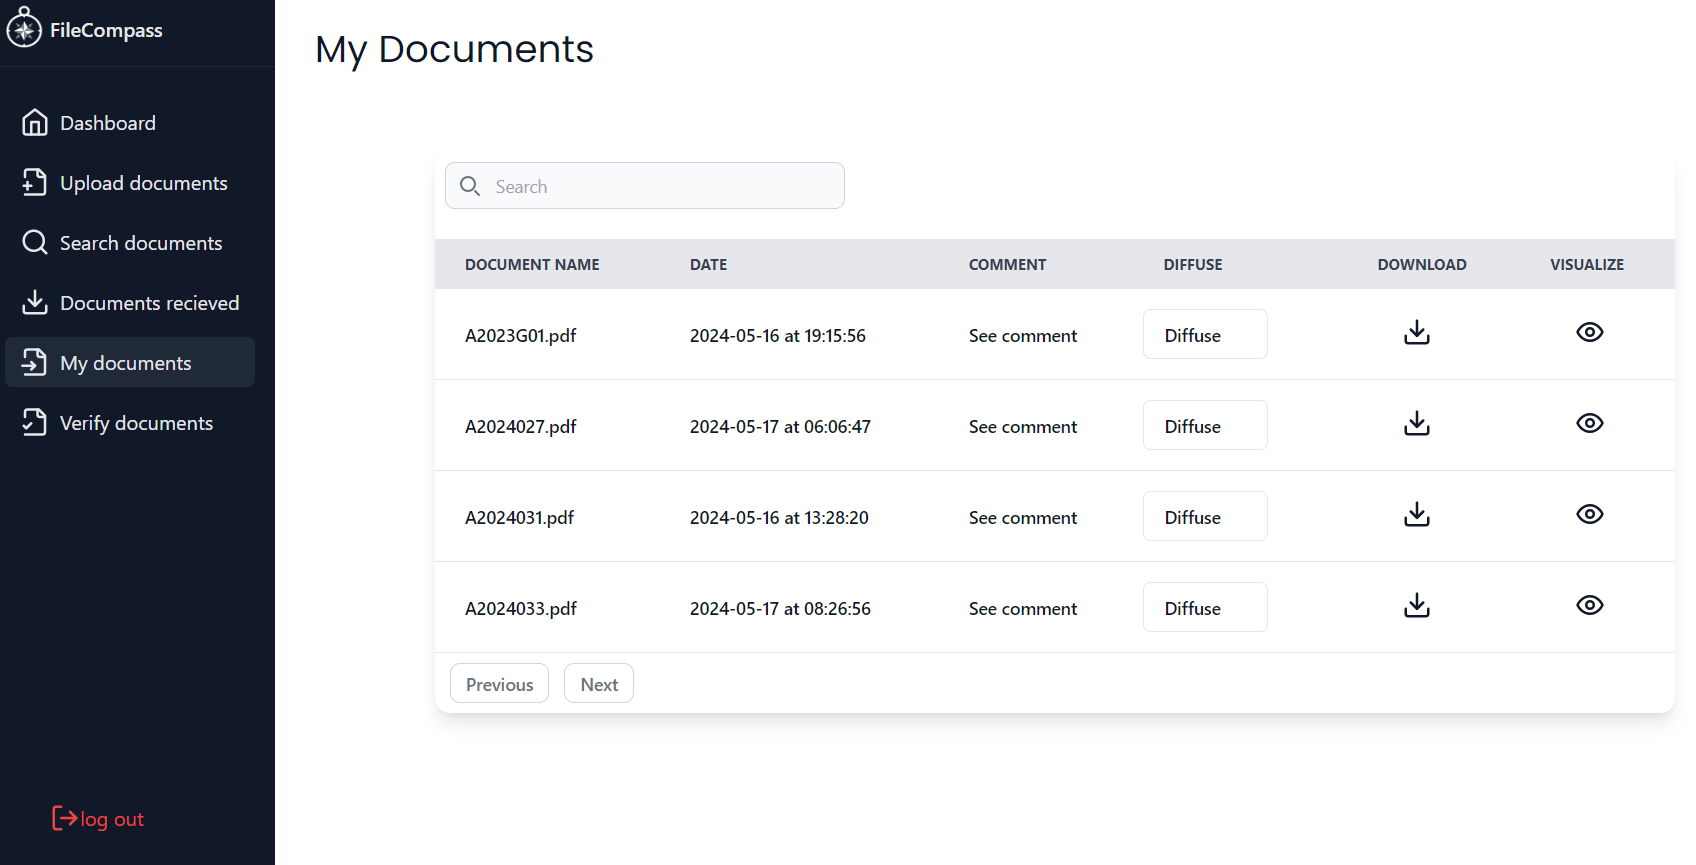 FileCompass
Dashboard
Upload documents
Search documents
Documents recieved
My documents
Verify documents
log out
My Documents
Search
DOCUMENT NAME DATE COMMENT DIFFUSE DOWNLOAD VISUALIZE
A2023G01.pdf 2024-05-16 at 19:15:56 See comment Diffuse
A2024027.pdf 2024-05-17 at 06:06:47 See comment Diffuse
A2024031.pdf 2024-05-16 at 13:28:20 See comment Diffuse
A2024033.pdf 2024-05-17 at 08:26:56 See comment Diffuse
Previous Next